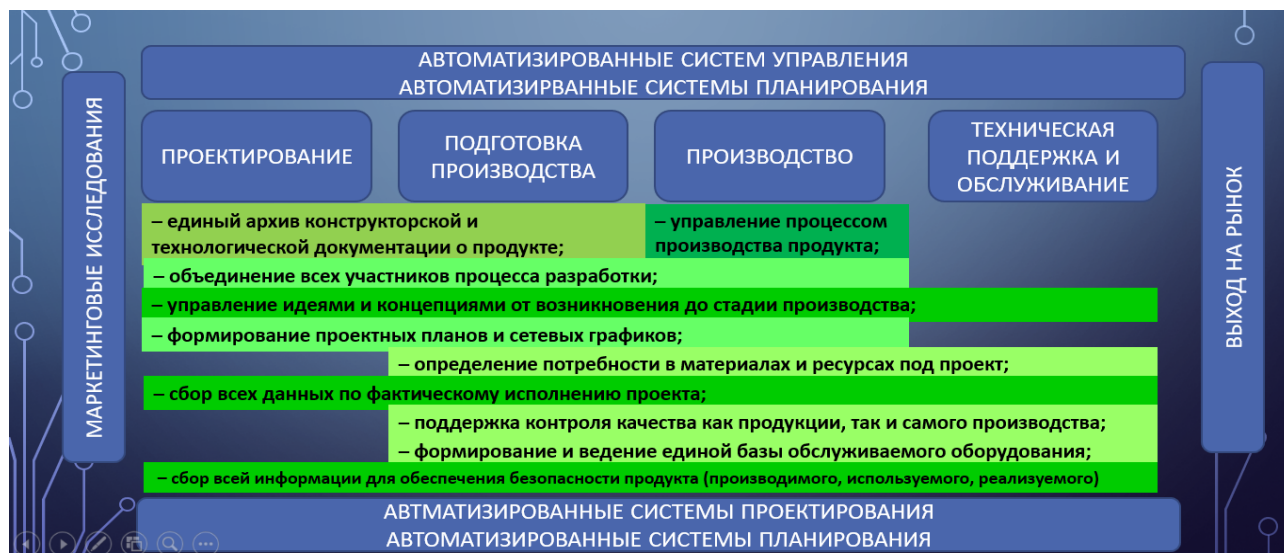 МАРКЕТИНГОВЫЕ ИССЛЕДОВАНИЯ
АВТОМАТИЗИРОВАННЫЕ СИСТЕМ УПРАВЛЕНИЯ
АВТОМАТИЗИРВАННЫЕ СИСТЕМЫ ПЛАНИРОВАНИЯ
ПРОЕКТИРОВАНИЕ
ПОДГОТОВКА
ПРОИЗВОДСТВА
ПРОИЗВОДСТВО
ТЕХНИЧЕСКАЯ
ПОДДЕРЖКА И
ОБСЛУЖИВАНИЕ
– единый архив конструкторской и
технологической документации о продукте;
– управление процессом
производства продукта;
– объединение всех участников процесса разработки;
– управление идеями и концепциями от возникновения до стадии производства;
– формирование проектных планов и сетевых графиков;
– определение потребности в материалах и ресурсах под проект;
– сбор всех данных по фактическому исполнению проекта;
– поддержка контроля качества как продукции, так и самого производства;
– формирование и ведение единой базы обслуживаемого оборудования;
– сбор всей информации для обеспечения безопасности продукта (производимого, используемого, реализуемого)
АВТМАТИЗИРОВАННЫЕ СИСТЕМЫ ПРОЕКТИРОВАНИЯ
АВТОМАТИЗИРОВАННЫЕ СИСТЕМЫ ПЛАНИРОВАНИЯ
ВЫХОД НА РЫНОК